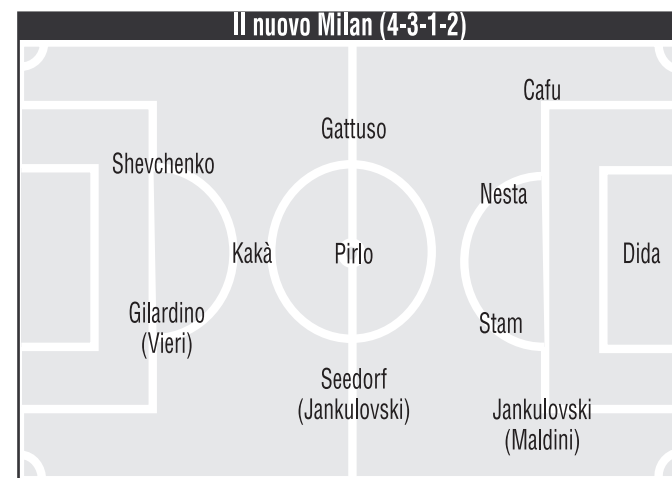 Il nuovo Milan (4-3-1-2)
Cafu
Gattuso
Shevchenko
Nesta
Kakà
Pirlo
Dida
Gilardino
(Vieri)
Stam
Seedorf
(Jankulovski)
Jankulovski
(Maldini)